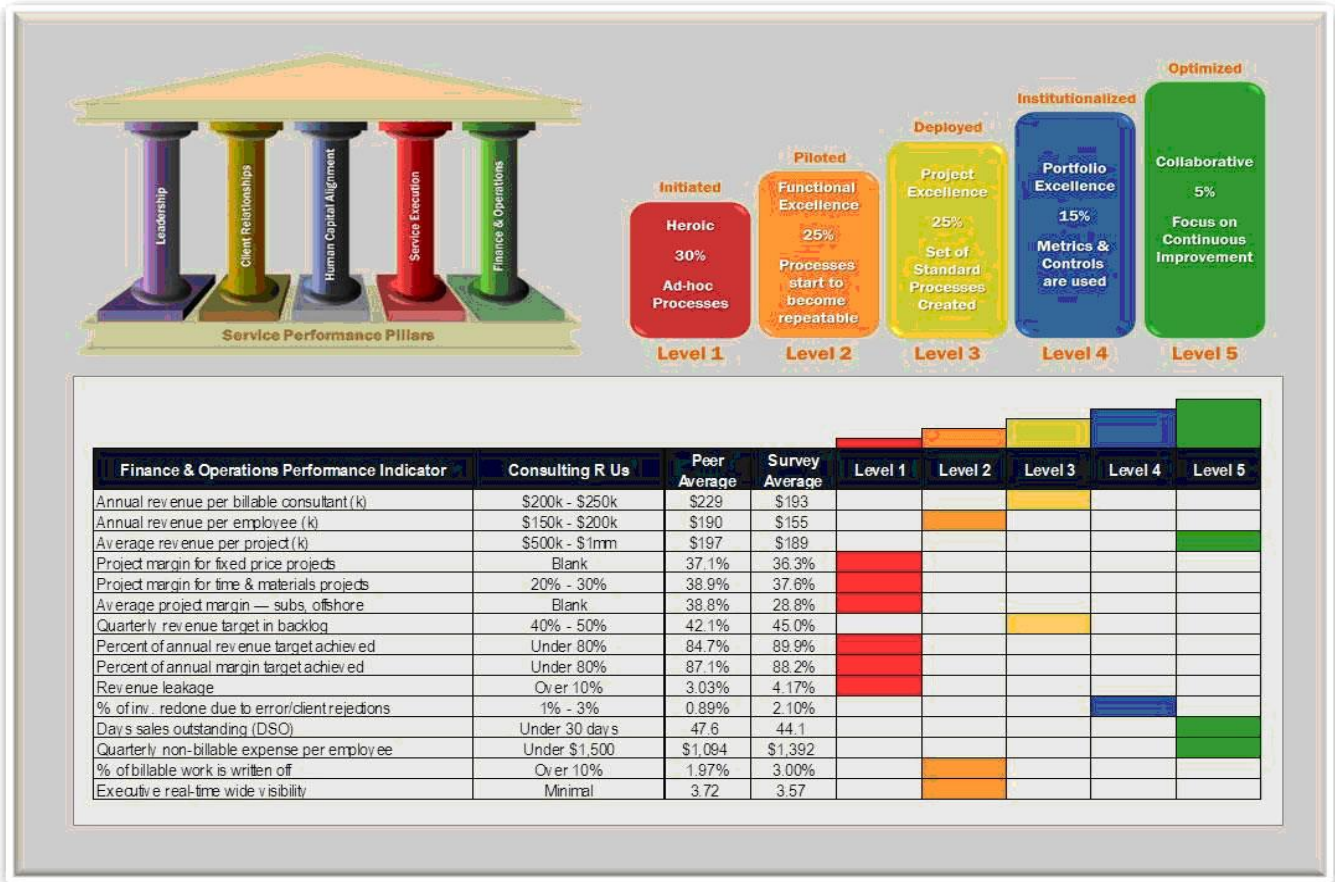 Leadership
Client Relationships
Human Capital Alignment
Service Execution
Finance & Operations
Service Performance Pillars
Initiated
Heroic
30%
Ad-hoc
Processes
Level 1
Piloted
Functional
Excellence
25%
Processes
start to
become
repeatable
Level 2
Deployed
Project
Excellence
25%
Set of
Standard
Processes
Created
Level 3
Institutionalized
Portfolio
Excellence
15%
Metrics &
Controls
are used
Level 4
Optimized
Collaborative
5%
Focus on
Continuous
Improvement
Level 5
Finance & Operations Performance Indicator Consulting R Us Peer Average Survey Average Level 1 Level 2 Level 3 Level 4 Level 5
Annual revenue per billable consultant (k) $200k - $250k $229 $193
Annual revenue per employee (k) $150k - $200k $190 $155
Average revenue per project (k) $500k - $1mm $197 $189
Project margin for fixed price projects Blank 37.1% 36.3%
Project margin for time & materials projects 20% - 30% 38.9% 37.6%
Average project margin — subs, offshore Blank 38.8% 28.8%
Quarterly revenue target in backlog 40% - 50% 42.1% 45.0%
Percent of annual revenue target achieved Under 80% 84.7% 89.9%
Percent of annual margin target achieved Under 80% 87.1% 88.2%
Revenue leakage Over 10% 3.03% 4.17%
% of inv. redone due to error/client rejections 1% - 3% 0.89% 2.10%
Days sales outstanding (DSO) Under 30 days 47.6 44.1
Quarterly non-billable expense per employee Under $1,500 $1,094 $1,392
% of billable work is written off Over 10% 1.97% 3.00%
Executive real-time wide visibility Minimal 3.72 3.57